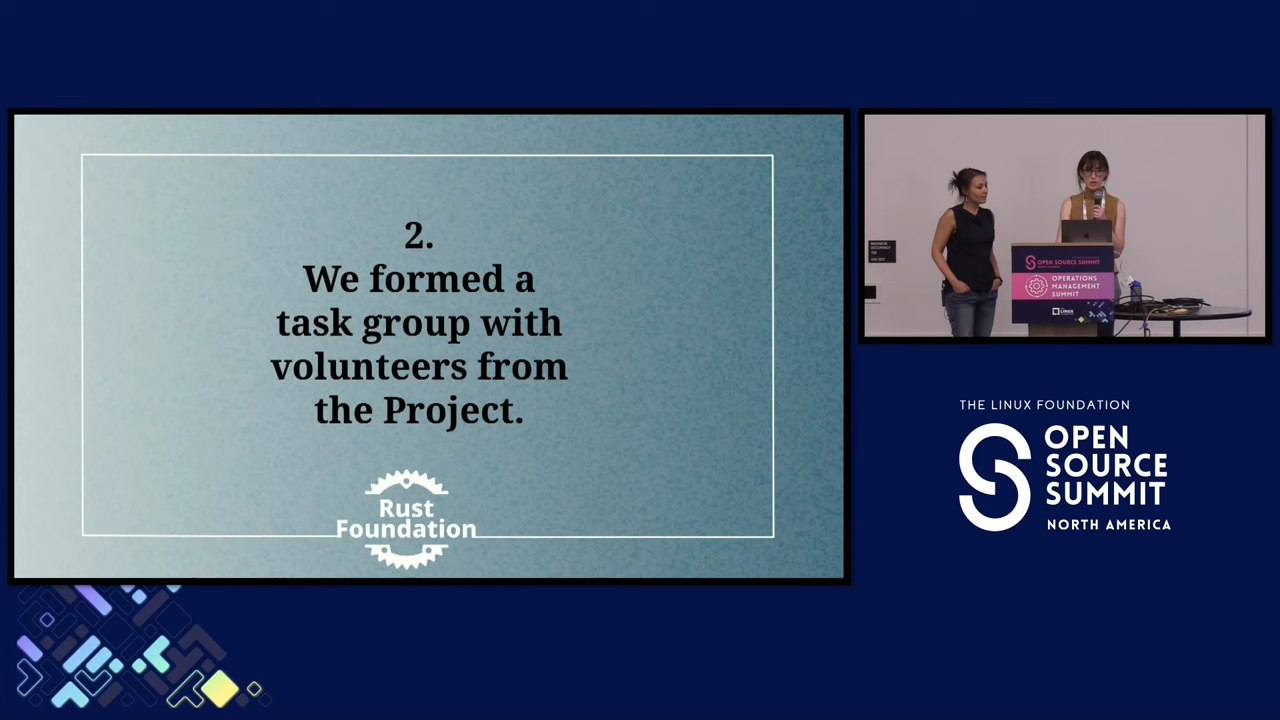 2.
We formed a
task group with
volunteers from
the Project.
Rust
Foundation
OPEN SOURCE SUMMIT
OPERATIONS
MANAGEMENT
SUMMIT
LINUX
THE LINUX FOUNDATION
OPEN
SOURCE
SUMMIT
NORTH AMERICA